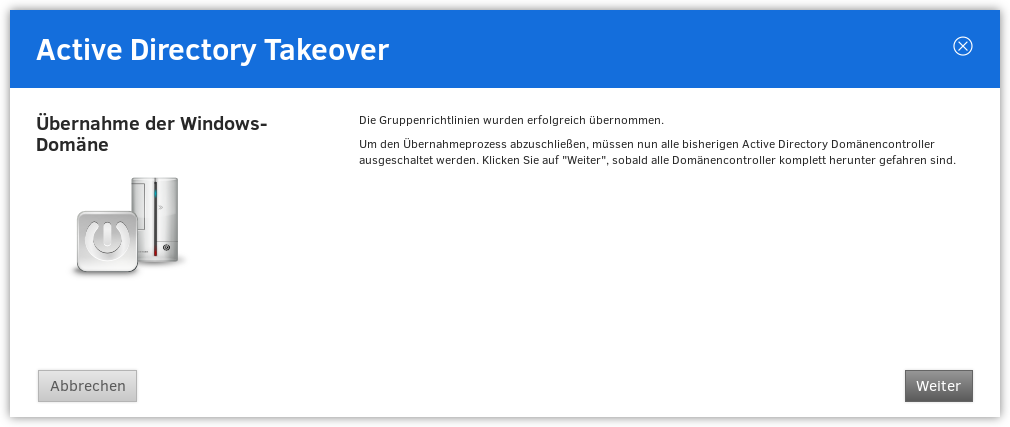 Active Directory Takeover
Übernahme der Windows-
Domäne
Die Gruppenrichtlinien wurden erfolgreich übernommen.
Um den Übernahmeprozess abzuschließen, müssen nun alle bisherigen Active Directory Domänencontroller
ausgeschaltet werden. Klicken Sie auf "Weiter", sobald alle Domänencontroller komplett herunter gefahren sind.
Abbrechen
Weiter